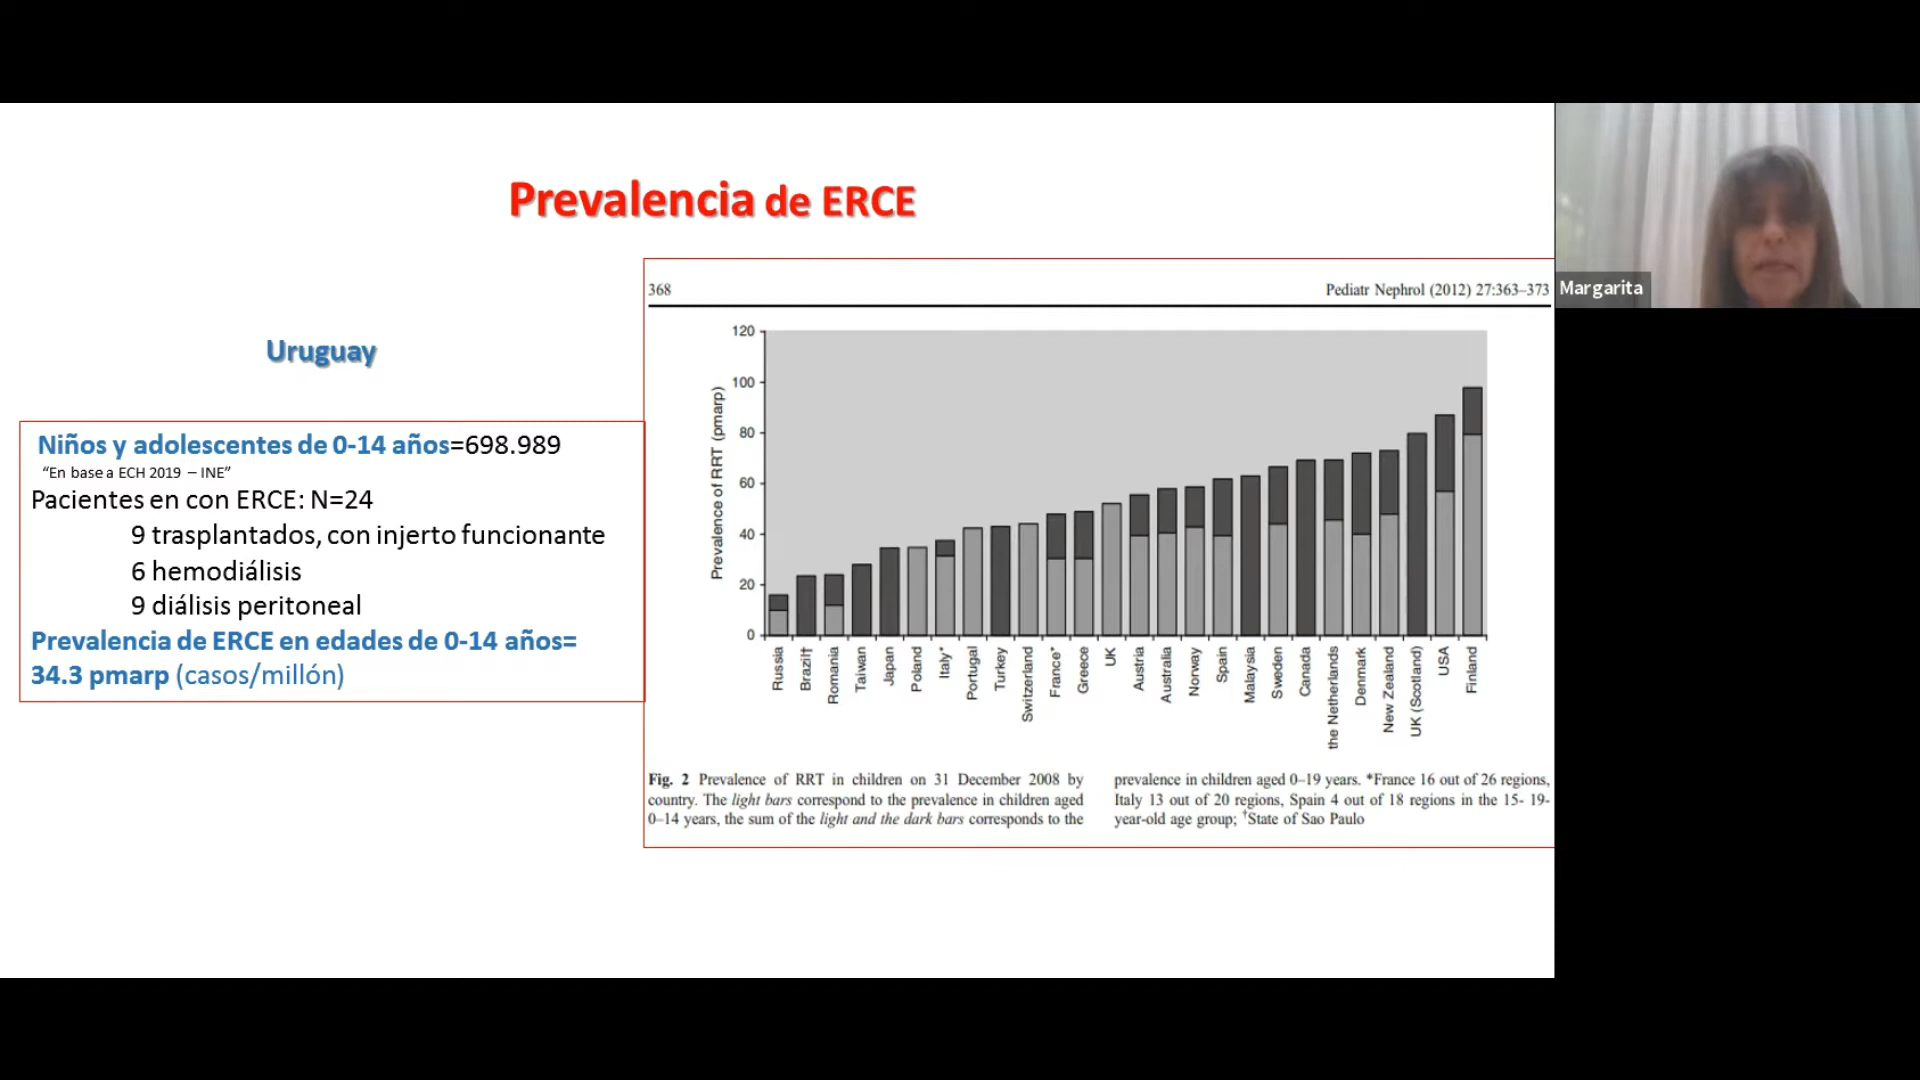 Prevalencia de ERCE
Margarita
Uruguay
Niños y adolescentes de 0-14 años=698.989
“En base a ECH 2019 – INE”
Pacientes en con ERCE: N=24
9 trasplantados, con injerto funcionante
6 hemodiálisis
9 diálisis peritoneal
Prevalencia de ERCE en edades de 0-14 años=
34.3 pmarp (casos/millón)
368
Pediatr Nephrol (2012) 27:363–373
Prevalence of RRT (pmarp)
120
100
80
60
40
20
0
Russia
Brazil†
Romania
Taiwan
Japan
Poland
Italy*
Portugal
Turkey
Switzerland
France*
Greece
UK
Austria
Australia
Norway
Spain
Malaysia
Sweden
Canada
the Netherlands
Denmark
New Zealand
UK (Scotland)
USA
Finland
Fig. 2 Prevalence of RRT in children on 31 December 2008 by
country. The light bars correspond to the prevalence in children aged
0–14 years, the sum of the light and the dark bars corresponds to the
prevalence in children aged 0–19 years. *France 16 out of 26 regions,
Italy 13 out of 20 regions, Spain 4 out of 18 regions in the 15- 19-
year-old age group; †State of Sao Paulo